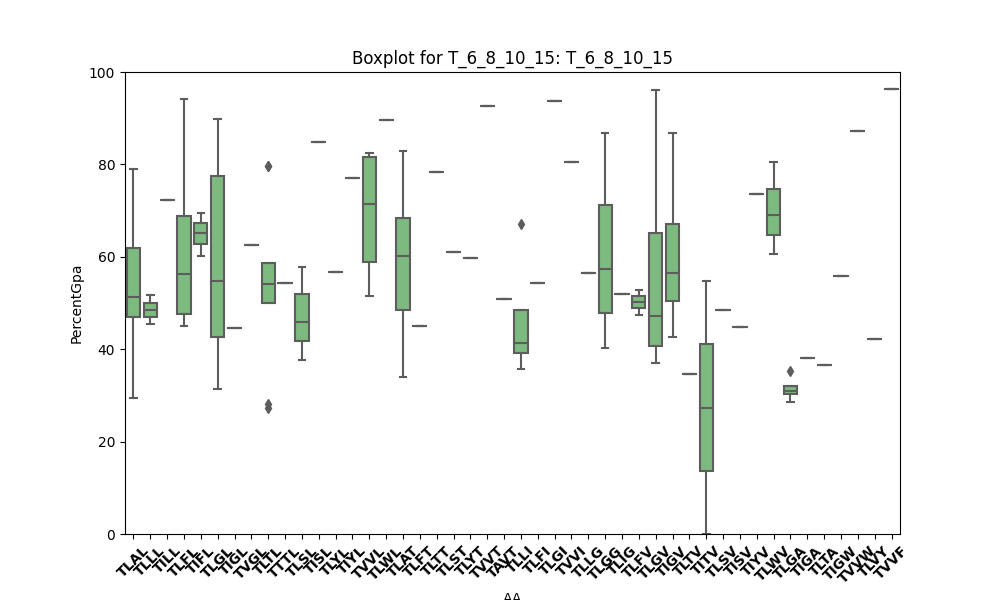 Boxplot for T_6_8_10_15: T_6_8_10_15
PercentGpa
100
80
60
40
20
0
TLAL TLLL TILL TLFL TIFL TLGL TIGL TVGL TLTL TTTL TLSL TISL TLYL TIYL TVVL TLWL TLAT TLFT TLTT TLST TLYT TVVT TAVT TLLI TLFI TLGI TVVI TLLG TLGG TLIG TLFV TLGV TIGV TLTV TITV TLSV TISV TIYV TLWV TLGA TIGA TLTA TIGW TVYW TLVY TVVF
AA